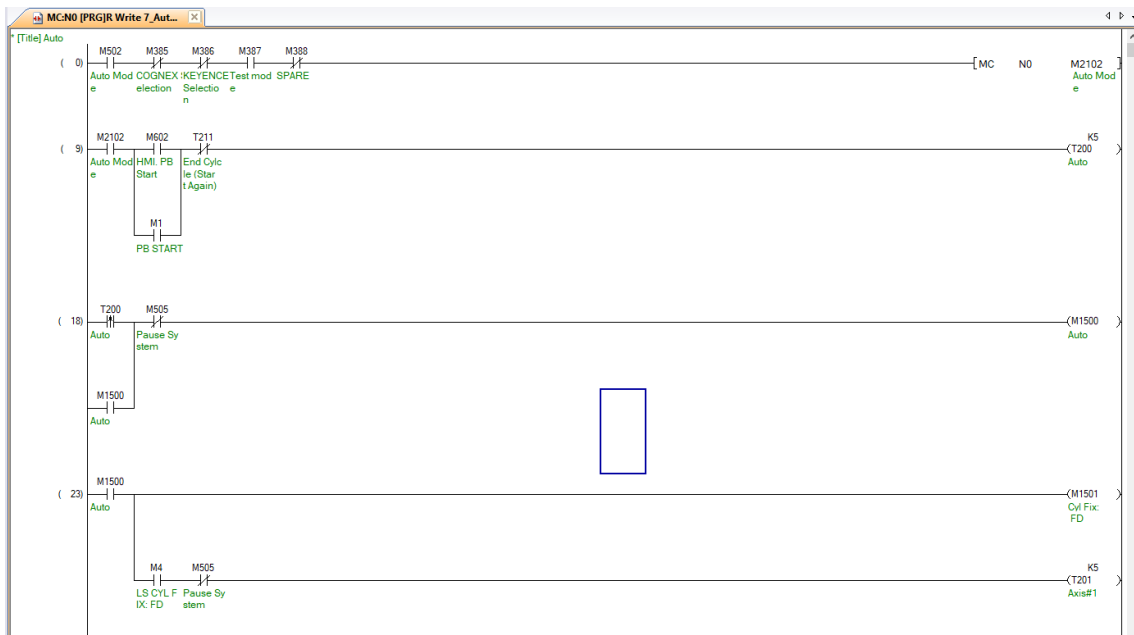 MC:N0 [PRG]R Write 7_Aut...
* [Title] Auto
M502 M385 M386 M387 M388
( 0) [MC N0 M2102 ]
Auto Mod COGNEX : KEYENCE Test mod SPARE Auto Mod
e election Selectio e e
n
M2102 M602 T211 K5
( 9) (T200 )
Auto Mod HMI. PB End Cylc Auto
e Start le (Star
t Again)
M1
PB START
T200 M505
( 18) (M1500 )
Auto Pause Sy Auto
stem
M1500
Auto
M1500
( 23) (M1501 )
Auto Cyl Fix:
FD
M4 M505 K5
(T201 )
LS CYL F Pause Sy Axis#1
IX: FD stem